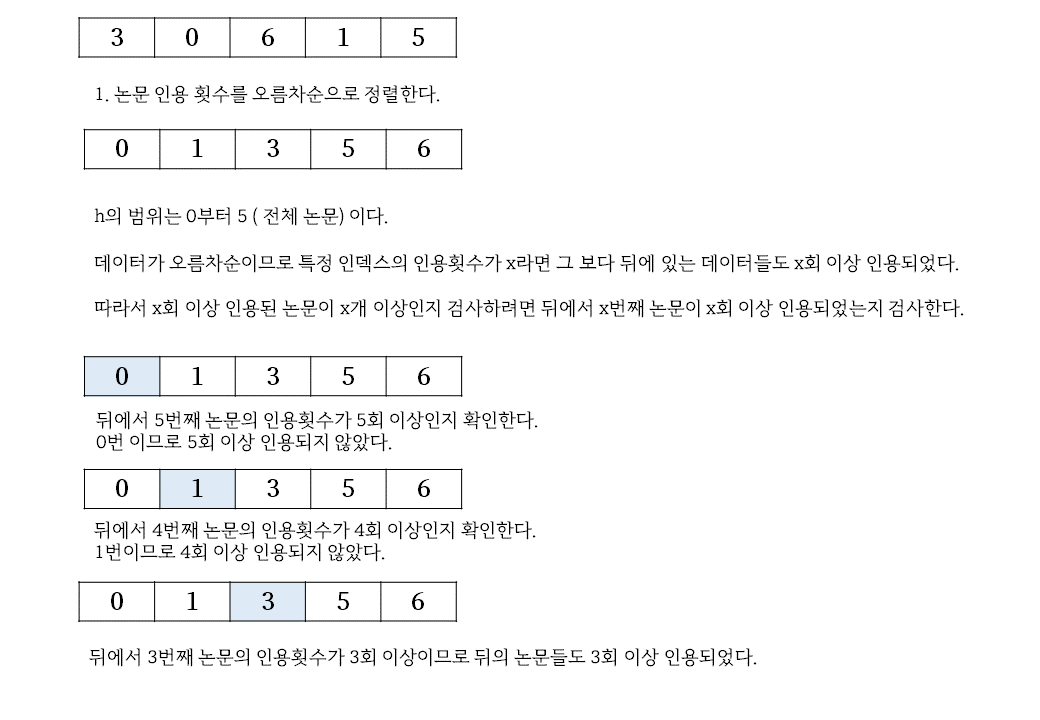 3 0 6 1 5
1. 논문 인용 횟수를 오름차순으로 정렬한다.
0 1 3 5 6
h의 범위는 0부터 5 ( 전체 논문) 이다.
데이터가 오름차순이므로 특정 인덱스의 인용횟수가 x라면 그 보다 뒤에 있는 데이터들도 x회 이상 인용되었다.
따라서 x회 이상 인용된 논문이 x개 이상인지 검사하려면 뒤에서 x번째 논문이 x회 이상 인용되었는지 검사한다.
0 1 3 5 6
뒤에서 5번째 논문의 인용횟수가 5회 이상인지 확인한다.
0번 이므로 5회 이상 인용되지 않았다.
0 1 3 5 6
뒤에서 4번째 논문의 인용횟수가 4회 이상인지 확인한다.
1번이므로 4회 이상 인용되지 않았다.
0 1 3 5 6
뒤에서 3번째 논문의 인용횟수가 3회 이상이므로 뒤의 논문들도 3회 이상 인용되었다.